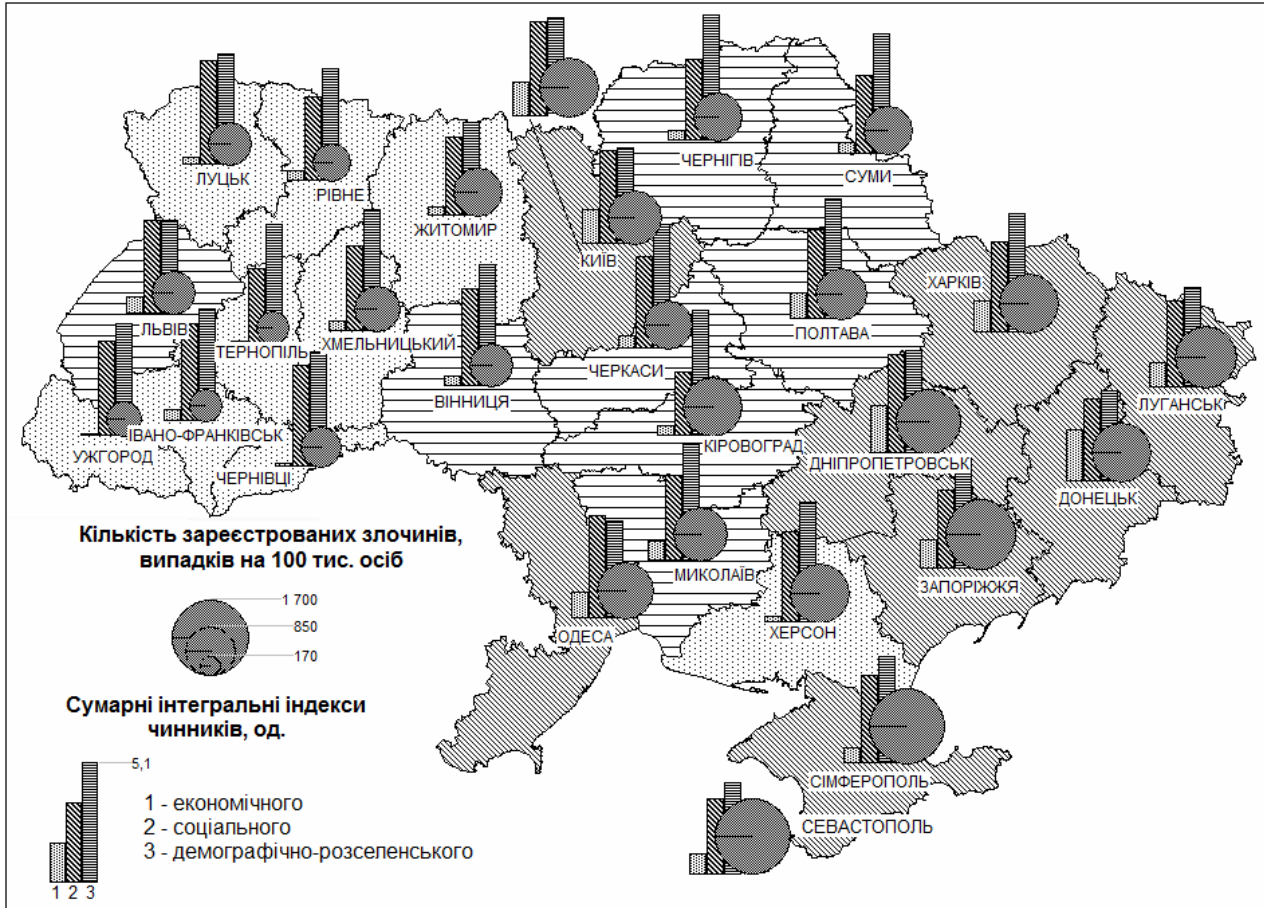 ЛУЦЬК
РІВНЕ
ЖИТОМИР
ЧЕРНІГІВ
СУМИ
КИЇВ
ХАРКІВ
ЛЬВІВ
ТЕРНОПІЛЬ
ХМЕЛЬНИЦЬКИЙ
ПОЛТАВА
ЧЕРКАСИ
ВІННИЦЯ
ЛУГАНСЬК
ІВАНО-ФРАНКІВСЬК
УЖГОРОД
КІРОВОГРАД
ДНІПРОПЕТРОВСЬК
ЧЕРНІВЦІ
ДОНЕЦЬК
МИКОЛАЇВ
ЗАПОРІЖЖЯ
ОДЕСА
ХЕРСОН
СІМФЕРОПОЛЬ
СЕВАСТОПОЛЬ
Кількість зареєстрованих злочинів,
випадків на 100 тис. осіб
1 700
850
170
Сумарні інтегральні індекси
чинників, од.
5,1
1 - економічного
2 - соціального
3 - демографічно-розселенського
1 2 3